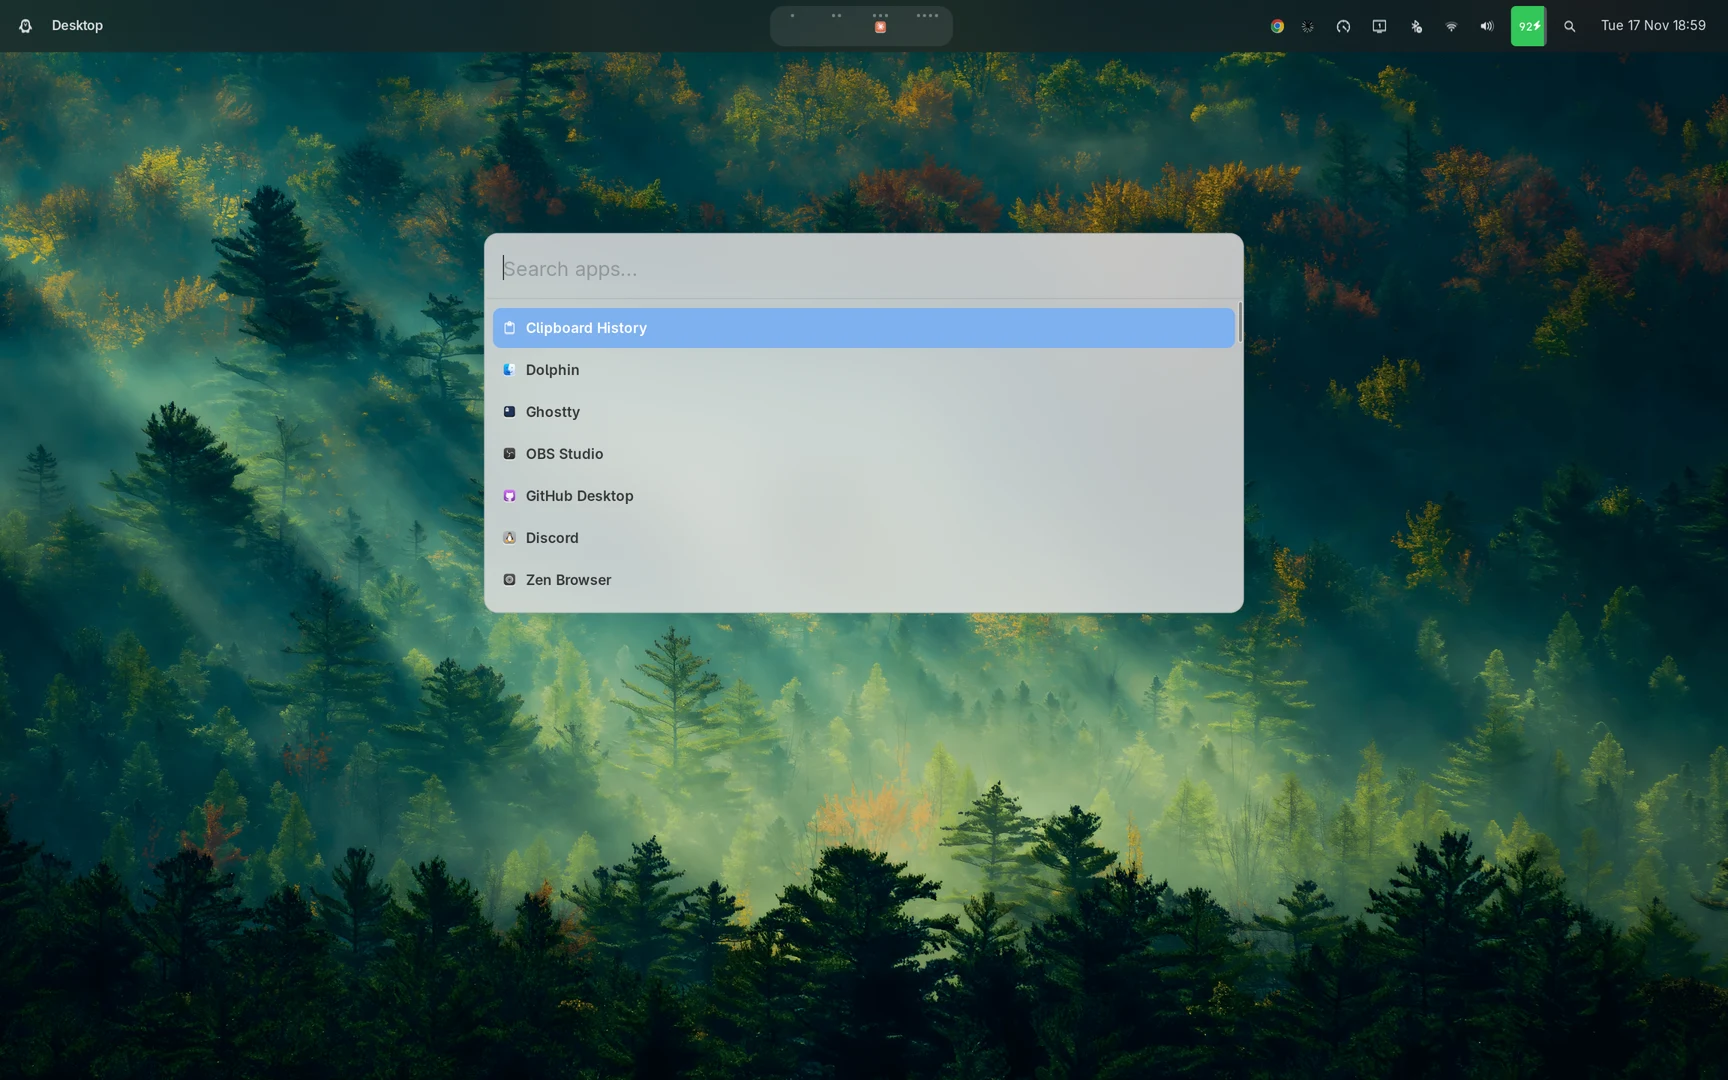 Desktop
92
Tue 17 Nov 18:59
Search apps...
Clipboard History
Dolphin
Ghostty
OBS Studio
GitHub Desktop
Discord
Zen Browser